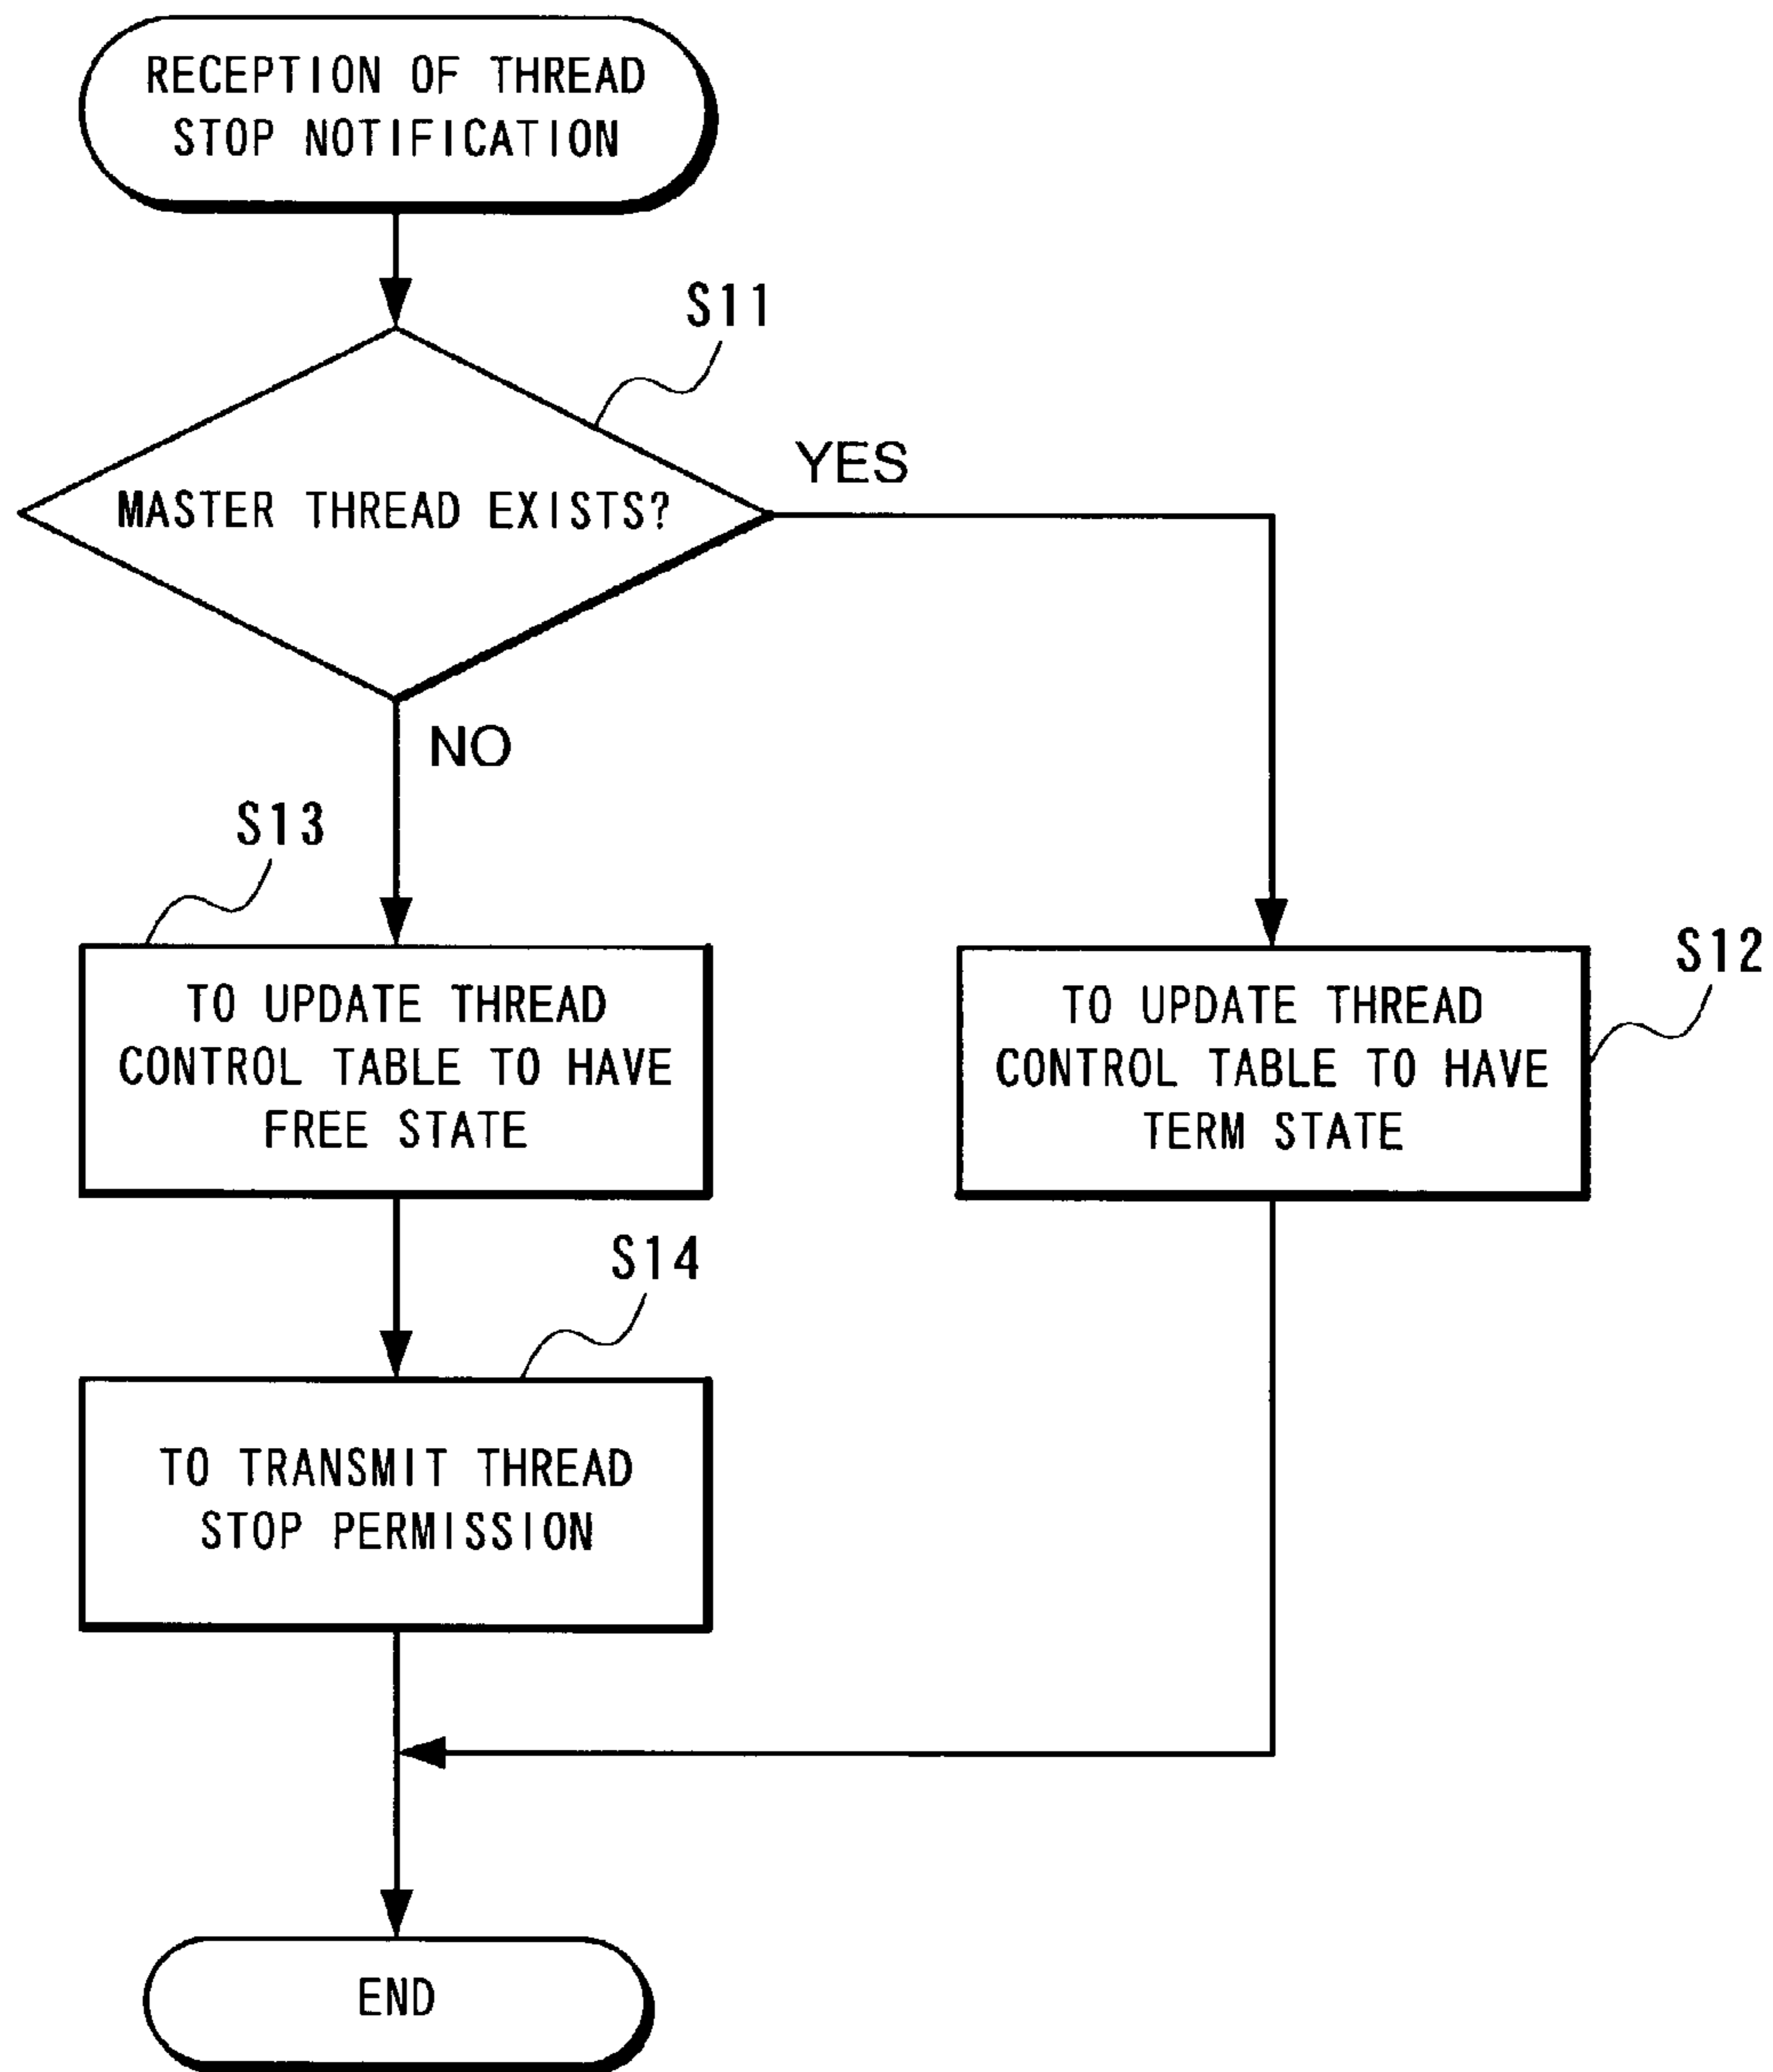 RECEPTION OF THREAD
STOP NOTIFICATION
S11
YES
MASTER THREAD EXISTS?
NO
S13
S12
TO UPDATE THREAD
CONTROL TABLE TO HAVE
FREE STATE
TO UPDATE THREAD
CONTROL TABLE TO HAVE
TERM STATE
S14
TO TRANSMIT THREAD
STOP PERMISSION
END